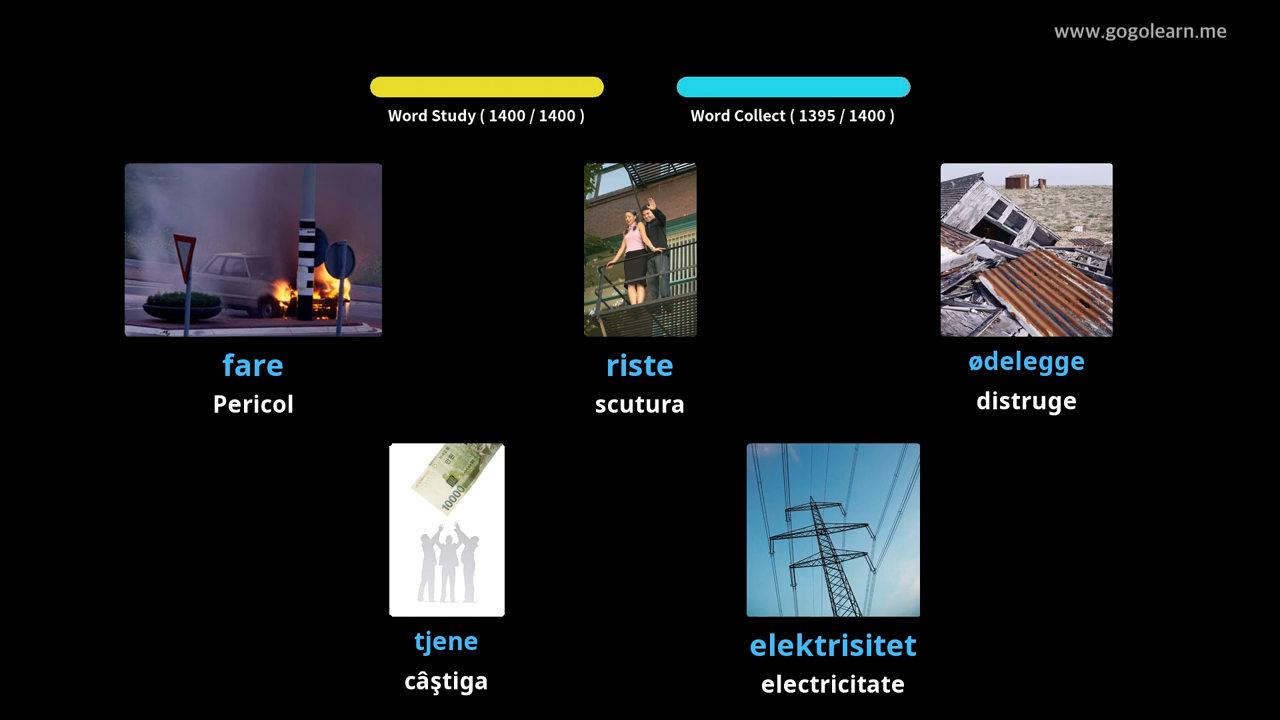 www.gogolearn.me
Word Study ( 1400 / 1400 )
Word Collect ( 1395 / 1400 )
fare
Pericol
riste
scutura
ødelegge
distruge
10000
tjene
câştiga
elektrisitet
electricitate